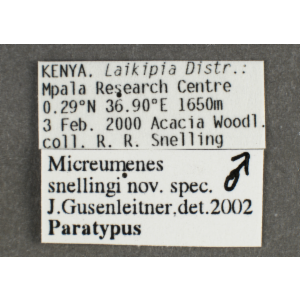 KENYA, Laikipia Distr.:
Mpala Research Centre
0.29°N 36.90°E 1650m
3 Feb. 2000 Acacia Woodl.
coll. R. R. Snelling
Micreumenes ♂
snellingi nov. spec.
J.Gusenleitner,det.2002
Paratypus